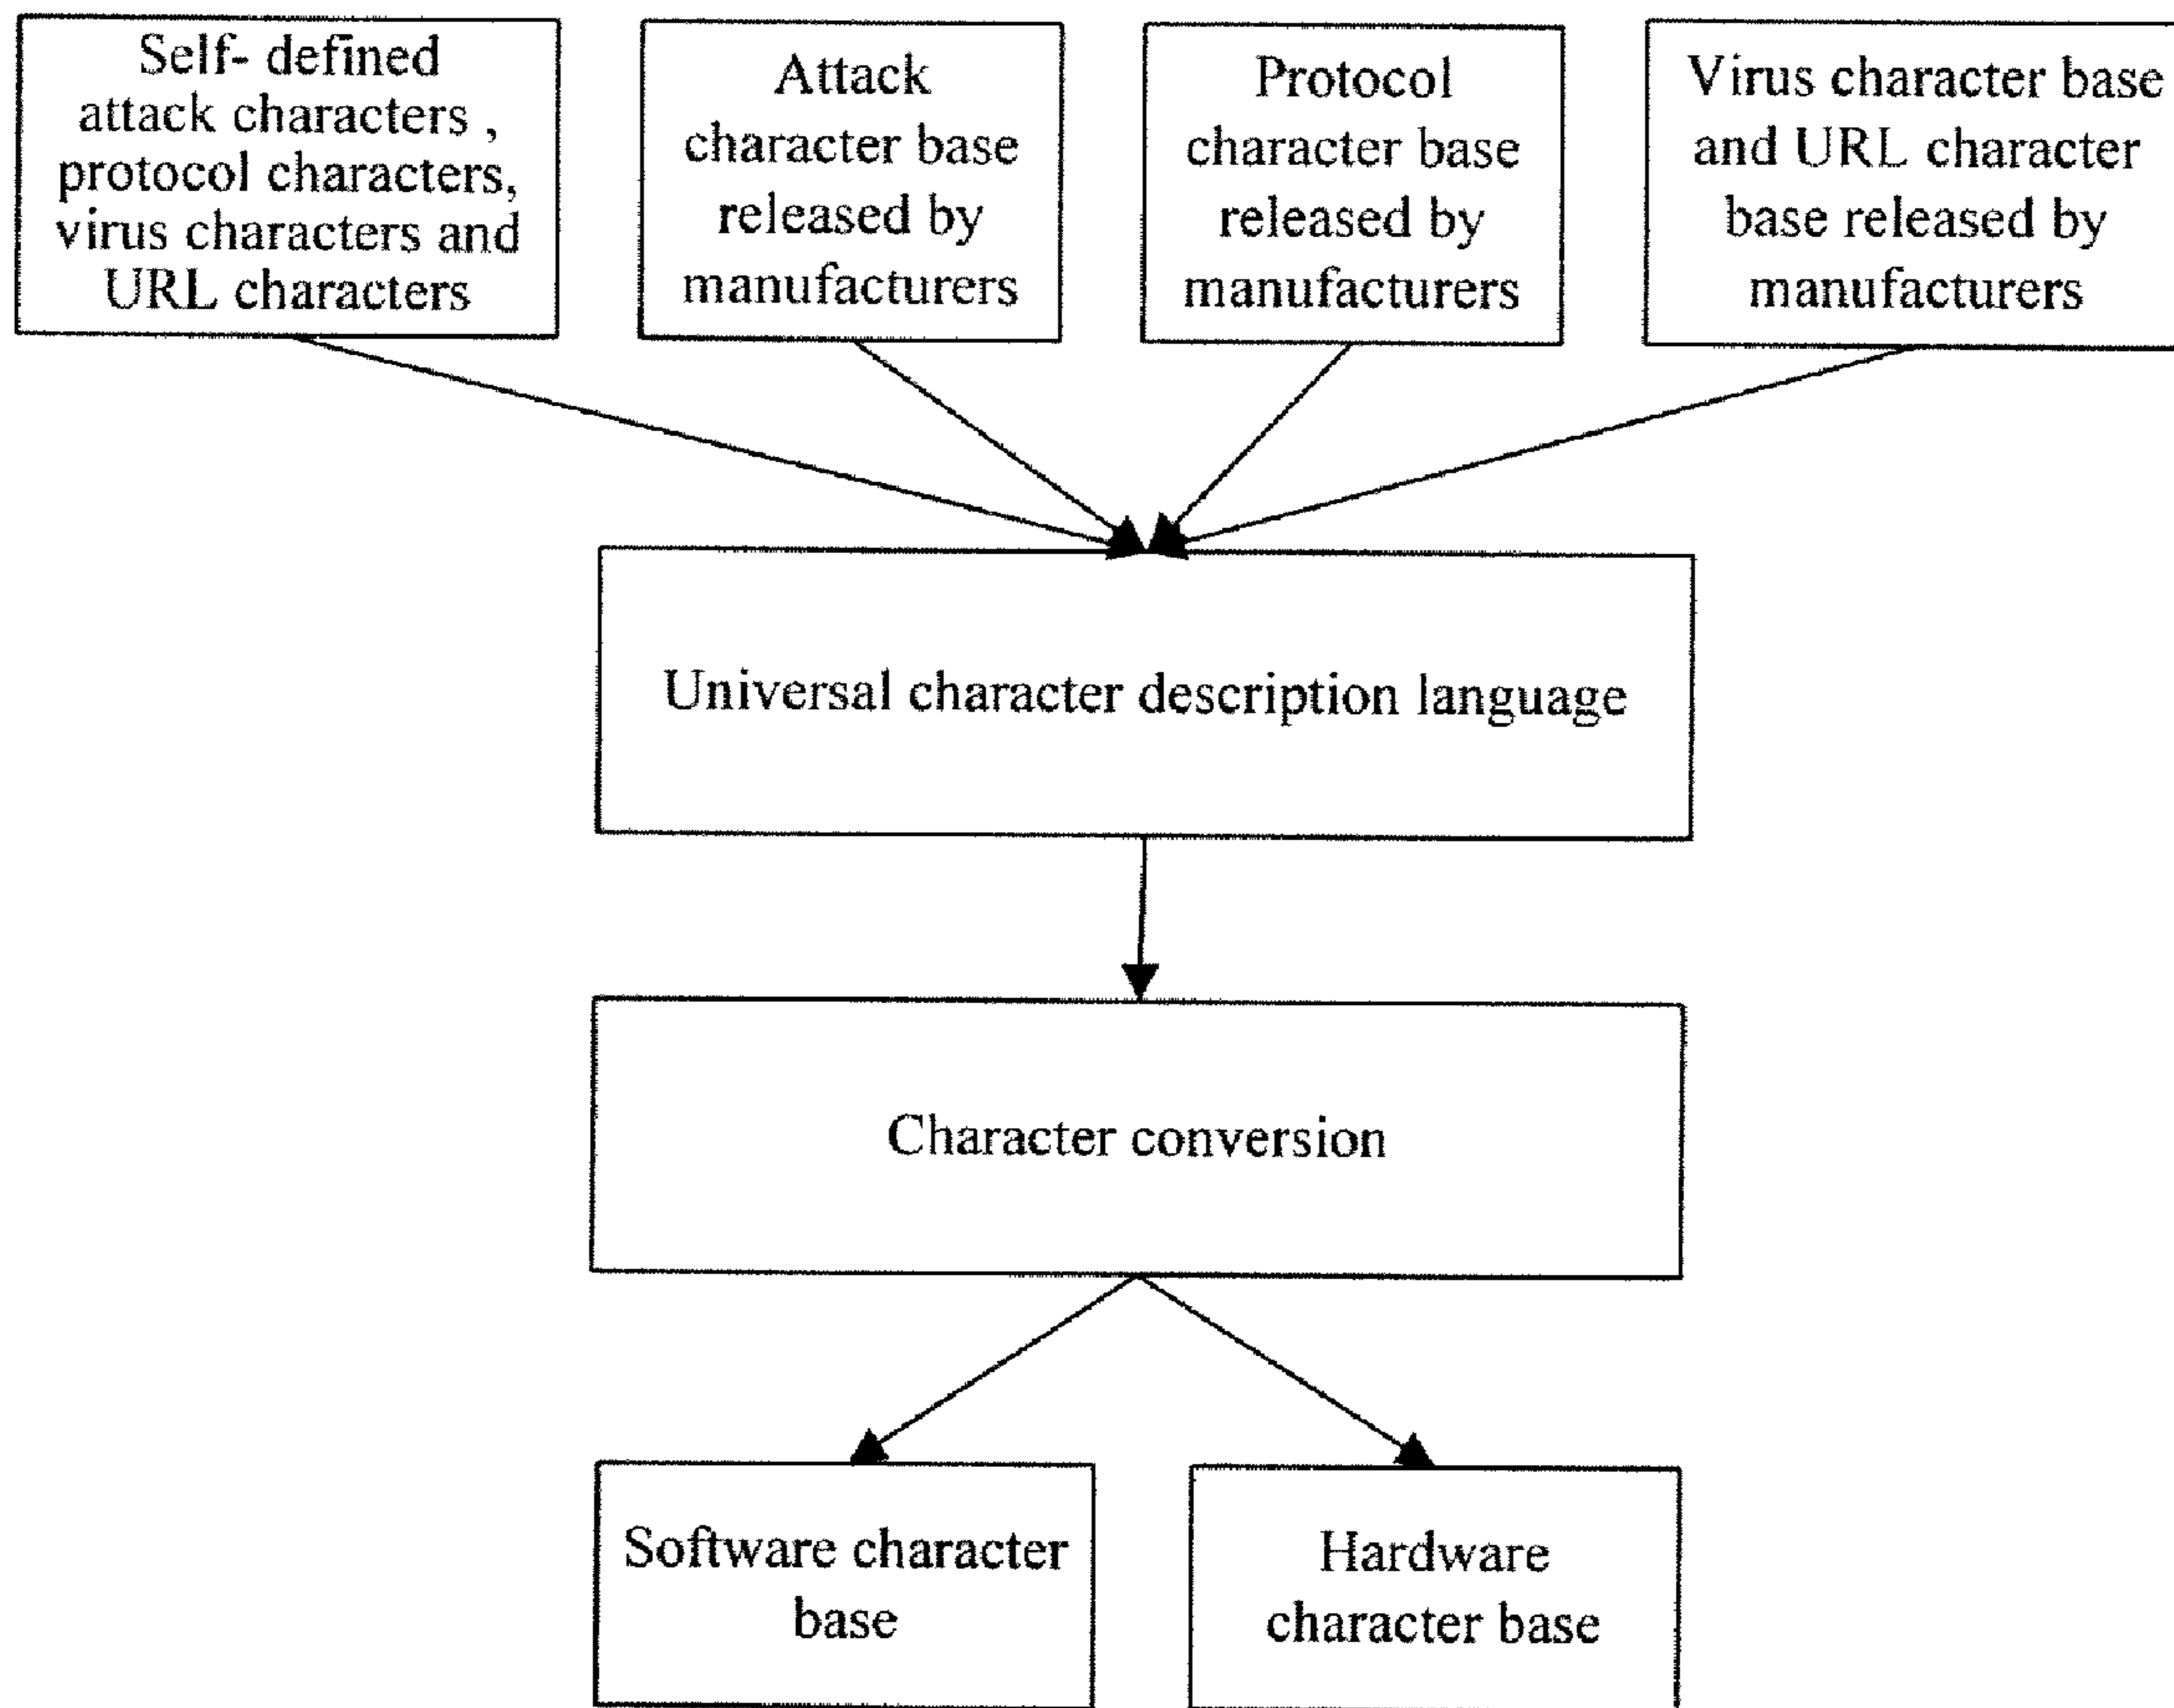 Self- defined
attack characters ,
protocol characters,
virus characters and
URL characters
Attack
character base
released by
manufacturers
Protocol
character base
released by
manufacturers
Virus character base
and URL character
base released by
manufacturers
Universal character description language
Character conversion
Software character
base
Hardware
character base